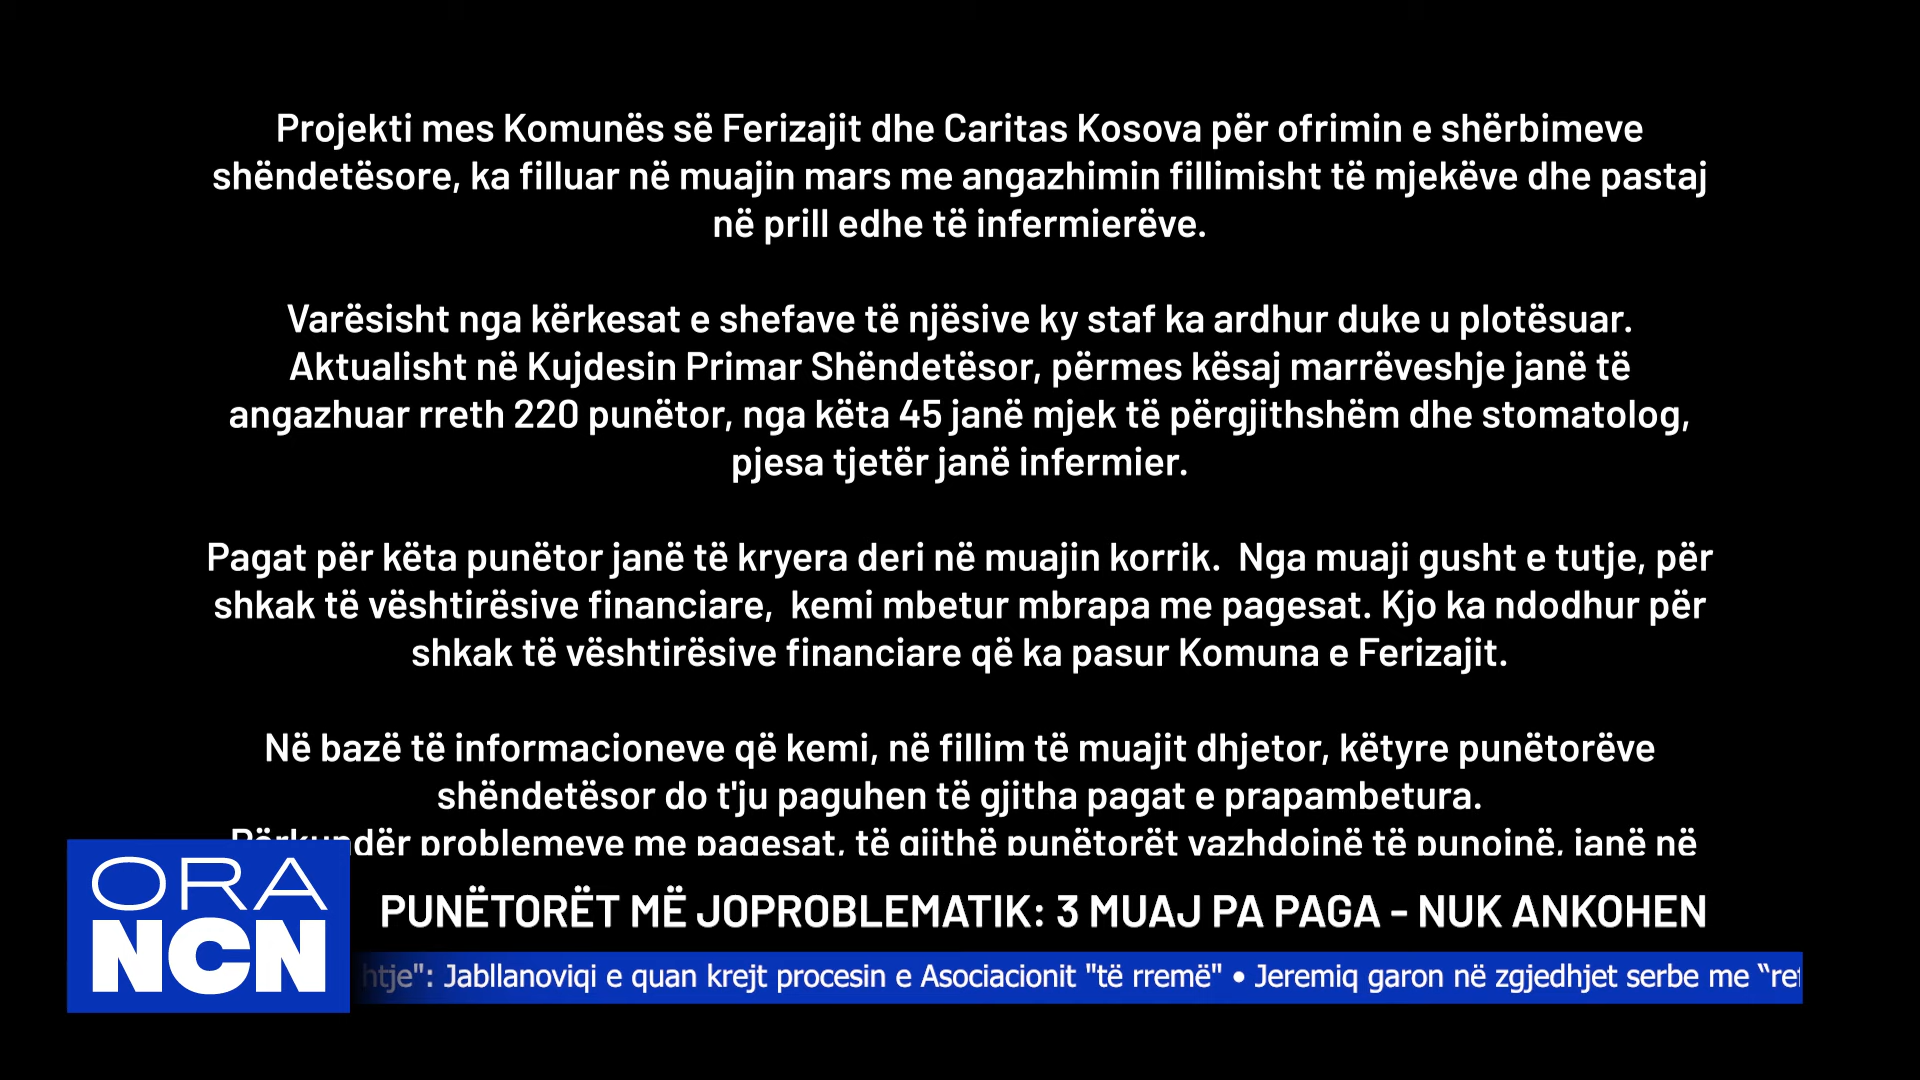 Projekti mes Komunës së Ferizajit dhe Caritas Kosova për ofrimin e shërbimeve
shëndetësore, ka filluar në muajin mars me angazhimin fillimisht të mjekëve dhe pastaj
në prill edhe të infermierëve.
Varësisht nga kërkesat e shefave të njësive ky staf ka ardhur duke u plotësuar.
Aktualisht në Kujdesin Primar Shëndetësor, përmes kësaj marrëveshje janë të
angazhuar rreth 220 punëtor, nga këta 45 janë mjek të përgjithshëm dhe stomatolog,
pjesa tjetër janë infermier.
Pagat për këta punëtor janë të kryera deri në muajin korrik.  Nga muaji gusht e tutje, për
shkak të vështirësive financiare,  kemi mbetur mbrapa me pagesat. Kjo ka ndodhur për
shkak të vështirësive financiare që ka pasur Komuna e Ferizajit.
Në bazë të informacioneve që kemi, në fillim të muajit dhjetor, këtyre punëtorëve
shëndetësor do t'ju paguhen të gjitha pagat e prapambetura.
Përkundër problemeve me pagesat, të gjithë punëtorët vazhdojnë të punojnë, janë në
ORA
NCN
PUNËTORËT MË JOPROBLEMATIK: 3 MUAJ PA PAGA - NUK ANKOHEN
htje": Jabllanoviqi e quan krejt procesin e Asociacionit "të rremë" • Jeremiq garon në zgjedhjet serbe me “